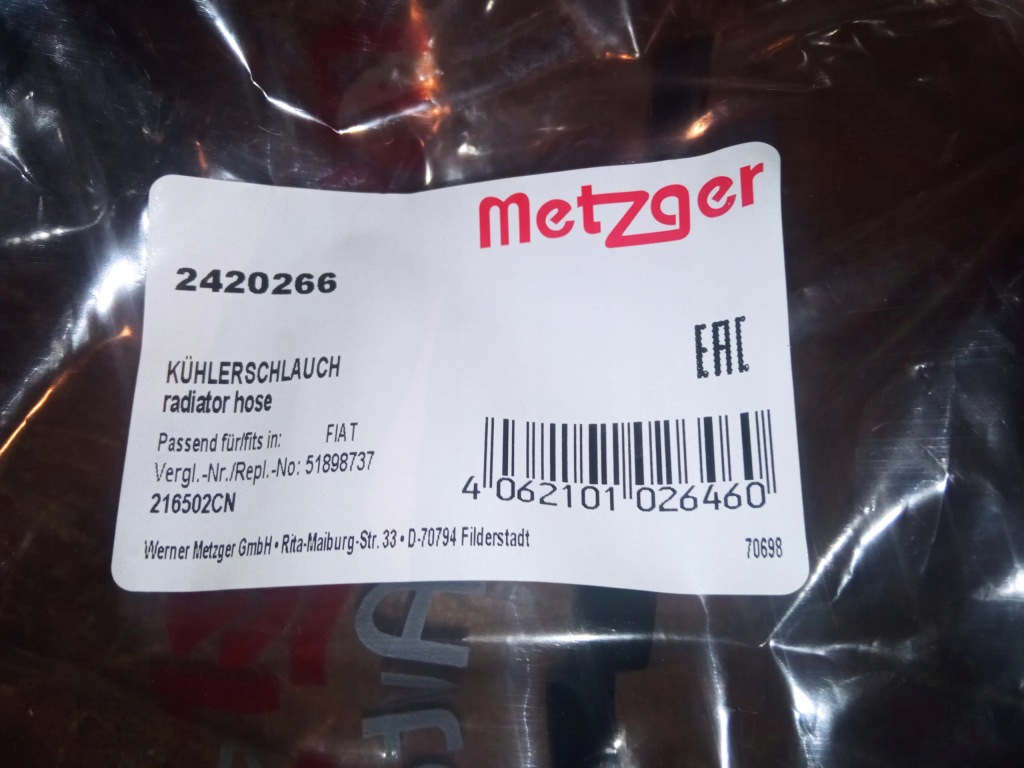 metzger
2420266
EAC
KÜHLERSCHLAUCH
radiator hose
Passend für/fits in: FIAT
Vergl.-Nr./Repl.-No: 51898737
216502CN
4 062101 026460
Werner Metzger GmbH • Rita-Maiburg-Str. 33 • D-70794 Filderstadt
70698